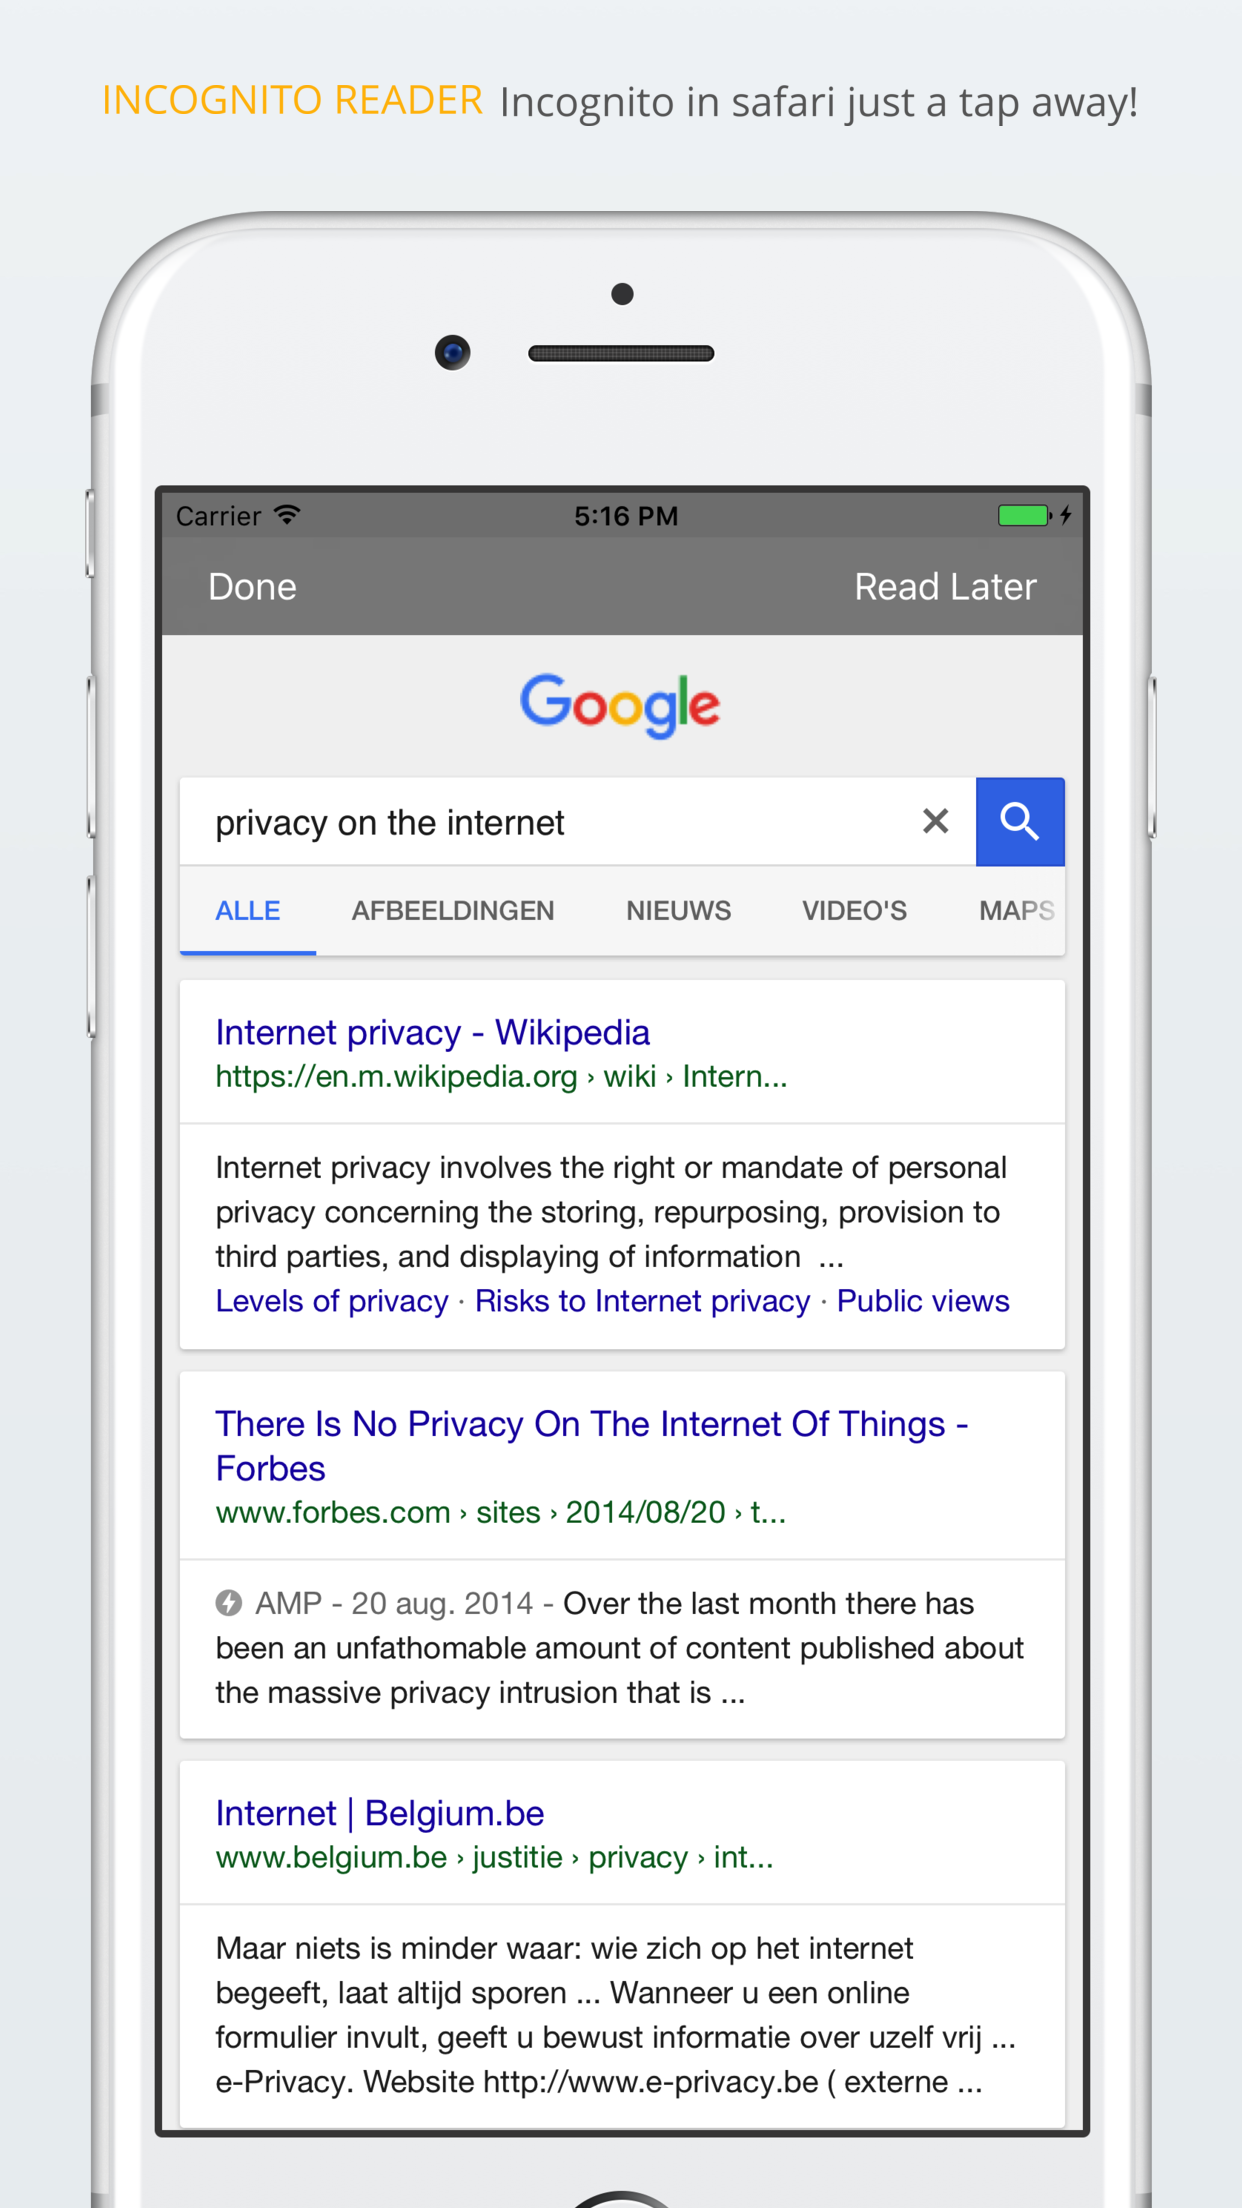 INCOGNITO READER Incognito in safari just a tap away!
Carrier 5:16 PM
Done Read Later
Google
privacy on the internet
ALLE AFBEELDINGEN NIEUWS VIDEO'S MAPS
Internet privacy - Wikipedia
https://en.m.wikipedia.org › wiki › Intern...
Internet privacy involves the right or mandate of personal
privacy concerning the storing, repurposing, provision to
third parties, and displaying of information ...
Levels of privacy · Risks to Internet privacy · Public views
There Is No Privacy On The Internet Of Things -
Forbes
www.forbes.com › sites › 2014/08/20 › t...
AMP - 20 aug. 2014 - Over the last month there has
been an unfathomable amount of content published about
the massive privacy intrusion that is ...
Internet | Belgium.be
www.belgium.be › justitie › privacy › int...
Maar niets is minder waar: wie zich op het internet
begeeft, laat altijd sporen ... Wanneer u een online
formulier invult, geeft u bewust informatie over uzelf vrij ...
e-Privacy. Website http://www.e-privacy.be ( externe ...